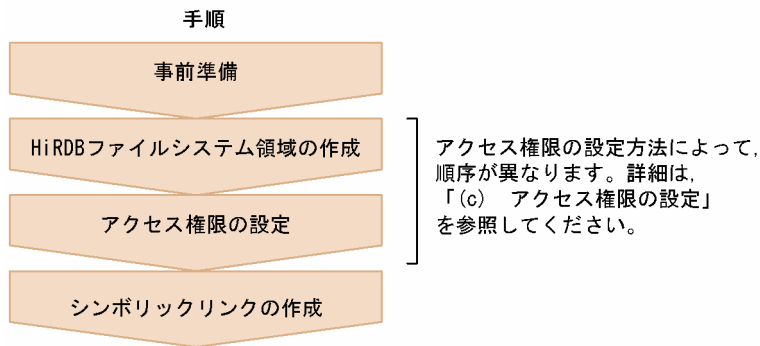 手順
事前準備
HiRDBファイルシステム領域の作成
アクセス権限の設定
シンボリックリンクの作成
アクセス権限の設定方法によって,
順序が異なります。詳細は,
「(c)　アクセス権限の設定」
を参照してください。